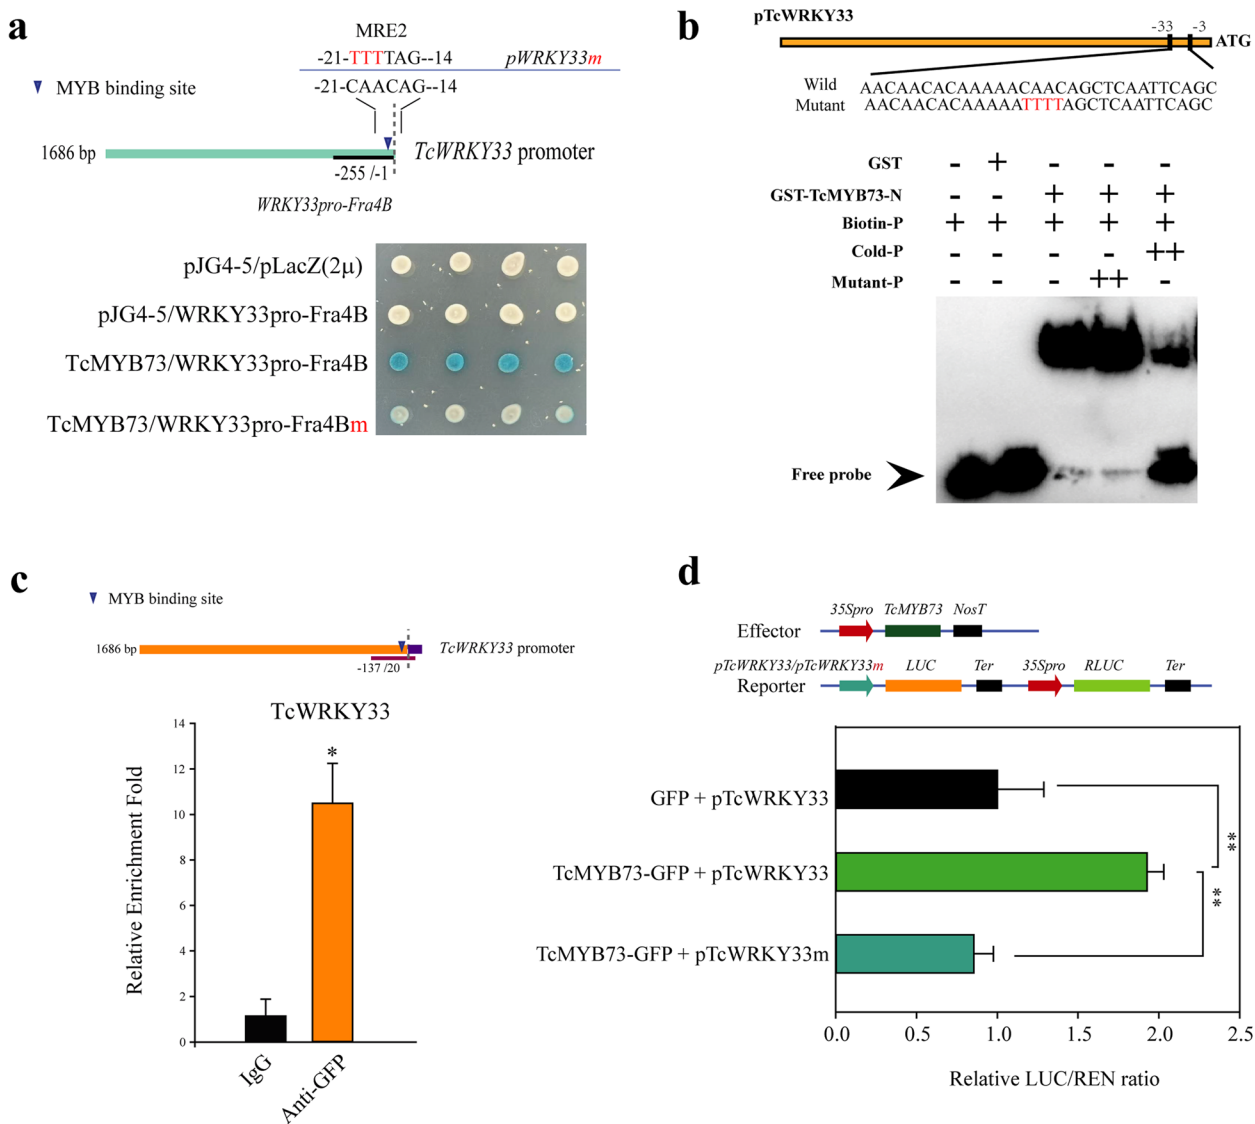 a
MRE2
-21-TTTTAG--14
pWRKY33m
MYB binding site
-21-CAACAG--14
1686 bp
TcWRKY33 promoter
-255 /-1
WRKY33pro-Fra4B
pJG4-5/pLacZ(2μ)
pJG4-5/WRKY33pro-Fra4B
TcMYB73/WRKY33pro-Fra4B
TcMYB73/WRKY33pro-Fra4Bm
b
pTcWRKY33
-33 -3
ATG
Wild AACAACACAAAAACAACAGCTCAATTCAGC
Mutant AACAACACAAAAATTTTAGCTCAATTCAGC
GST - + - - -
GST-TcMYB73-N - - + + +
Biotin-P + + + + +
Cold-P - - - - ++
Mutant-P - - - ++ -
Free probe
c
MYB binding site
1686 bp
TcWRKY33 promoter
-137 /20
TcWRKY33
14
12
10
8
6
4
2
0
Relative Enrichment Fold
*
IgG
Anti-GFP
d
35Spro TcMYB73 NosT
Effector
pTcWRKY33/pTcWRKY33m LUC Ter 35Spro RLUC Ter
Reporter
GFP + pTcWRKY33
TcMYB73-GFP + pTcWRKY33
TcMYB73-GFP + pTcWRKY33m
**
**
0.0 0.5 1.0 1.5 2.0 2.5
Relative LUC/REN ratio